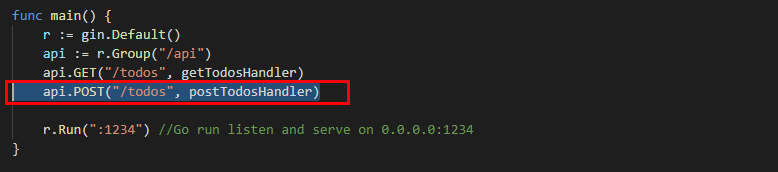 func main() {
    r := gin.Default()
    api := r.Group("/api")
    api.GET("/todos", getTodosHandler)
    api.POST("/todos", postTodosHandler)
    r.Run(":1234") //Go run listen and serve on 0.0.0.0:1234
}